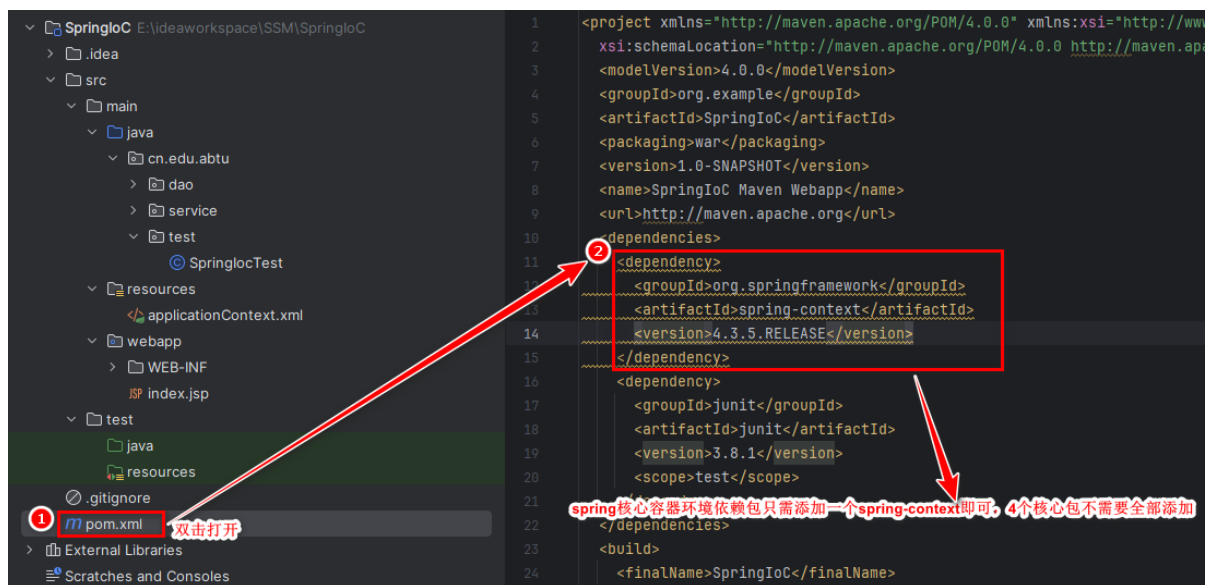 SpringIoC E:\ideaworkspace\SSM\SpringIoC
.idea
src
main
java
cn.edu.abtu
dao
service
test
SpringIocTest
resources
applicationContext.xml
webapp
WEB-INF
JSP index.jsp
test
java
resources
.gitignore
1 m pom.xml 双击打开
External Libraries
Scratches and Consoles
1 <project xmlns="http://maven.apache.org/POM/4.0.0" xmlns:xsi="http://www
2 xsi:schemaLocation="http://maven.apache.org/POM/4.0.0 http://maven.apa
3 <modelVersion>4.0.0</modelVersion>
4 <groupId>org.example</groupId>
5 <artifactId>SpringIoC</artifactId>
6 <packaging>war</packaging>
7 <version>1.0-SNAPSHOT</version>
8 <name>SpringIoC Maven Webapp</name>
9 <url>http://maven.apache.org</url>
10 <dependencies>
2
11 <dependency>
12 <groupId>org.springframework</groupId>
13 <artifactId>spring-context</artifactId>
14 <version>4.3.5.RELEASE</version>
15 </dependency>
16 <dependency>
17 <groupId>junit</groupId>
18 <artifactId>junit</artifactId>
19 <version>3.8.1</version>
20 <scope>test</scope>
21
spring核心容器环境依赖包只需添加一个spring-context即可，4个核心包不需要全部添加
22 </dependencies>
23 <build>
24 <finalName>SpringIoC</finalName>